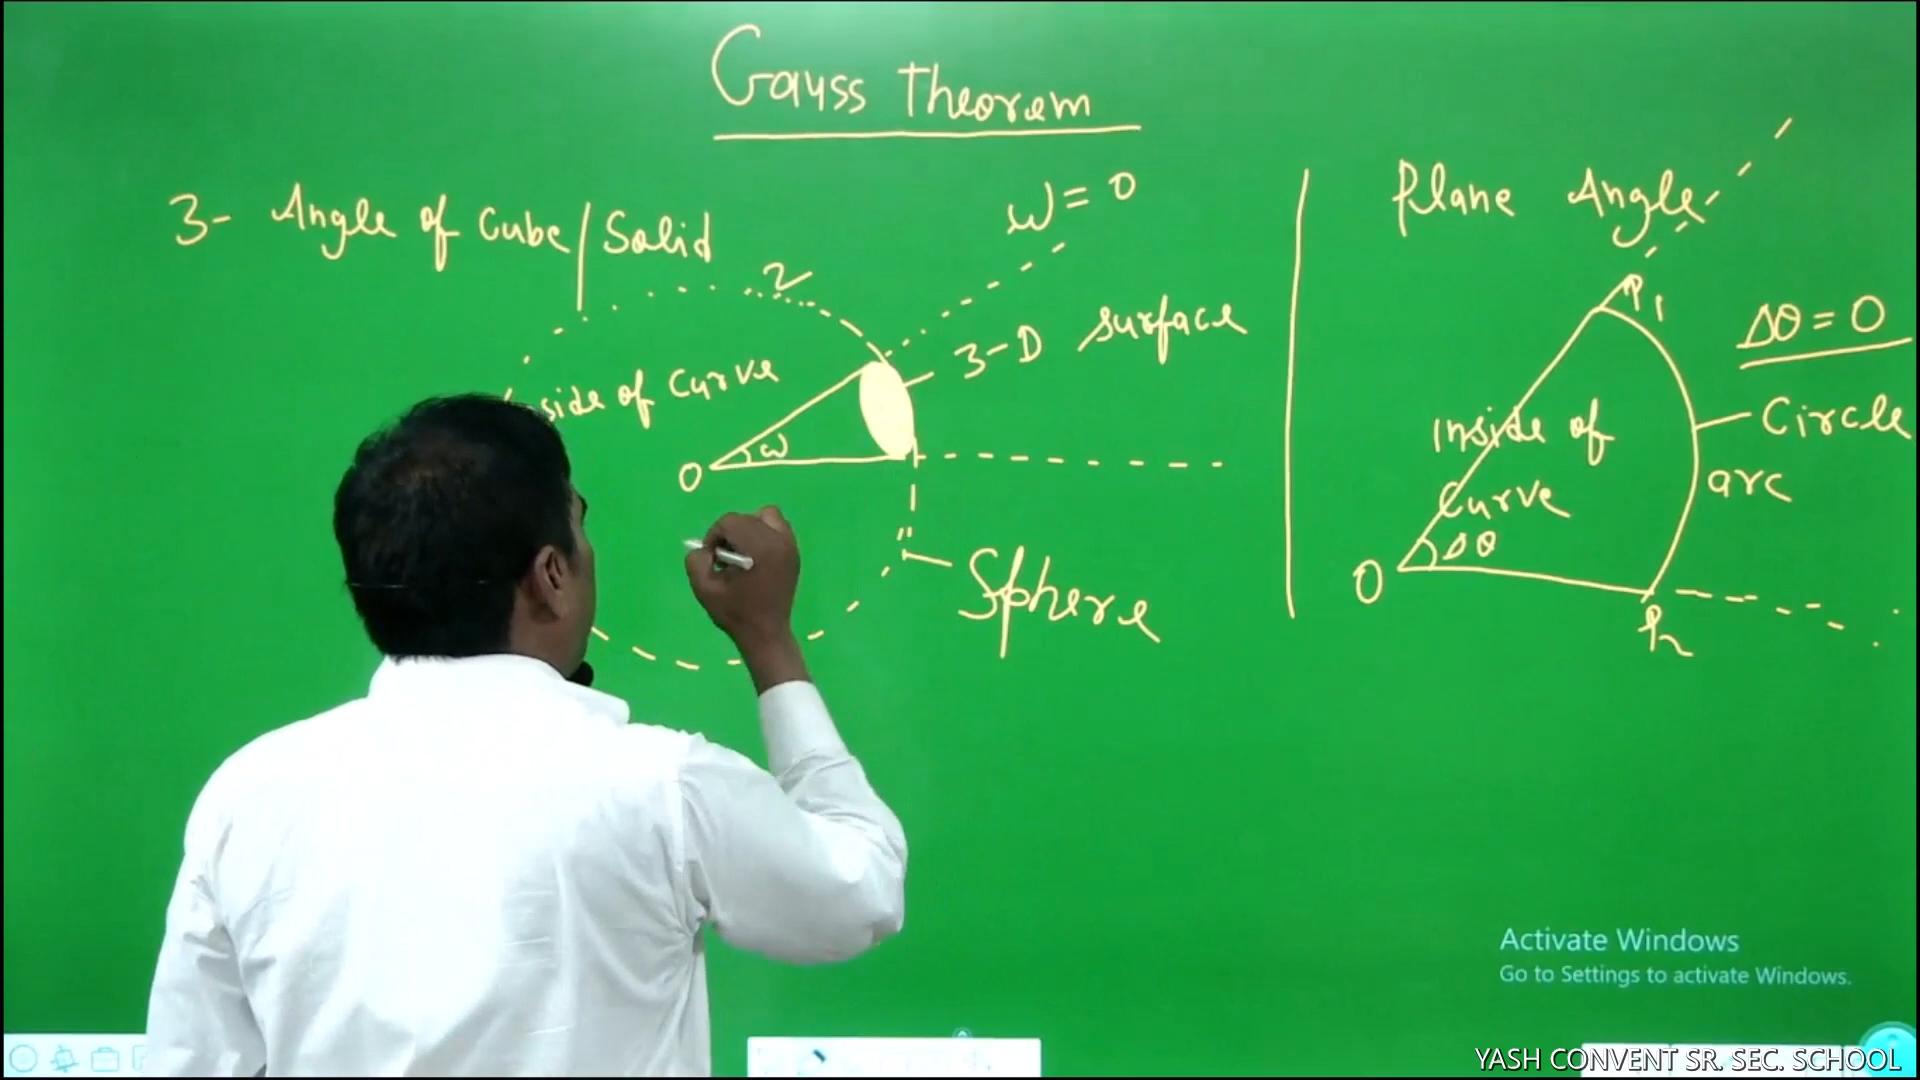 Gauss Theorem
3- Angle of Cube/Solid
ω = 0
3-D surface
side of Curve
ω
O
Sphere
Plane Angle
P1
Δθ = 0
Inside of
Curve
Circle
arc
Δθ
O
Activate Windows
Go to Settings to activate Windows.
YASH CONVENT SR. SEC. SCHOOL